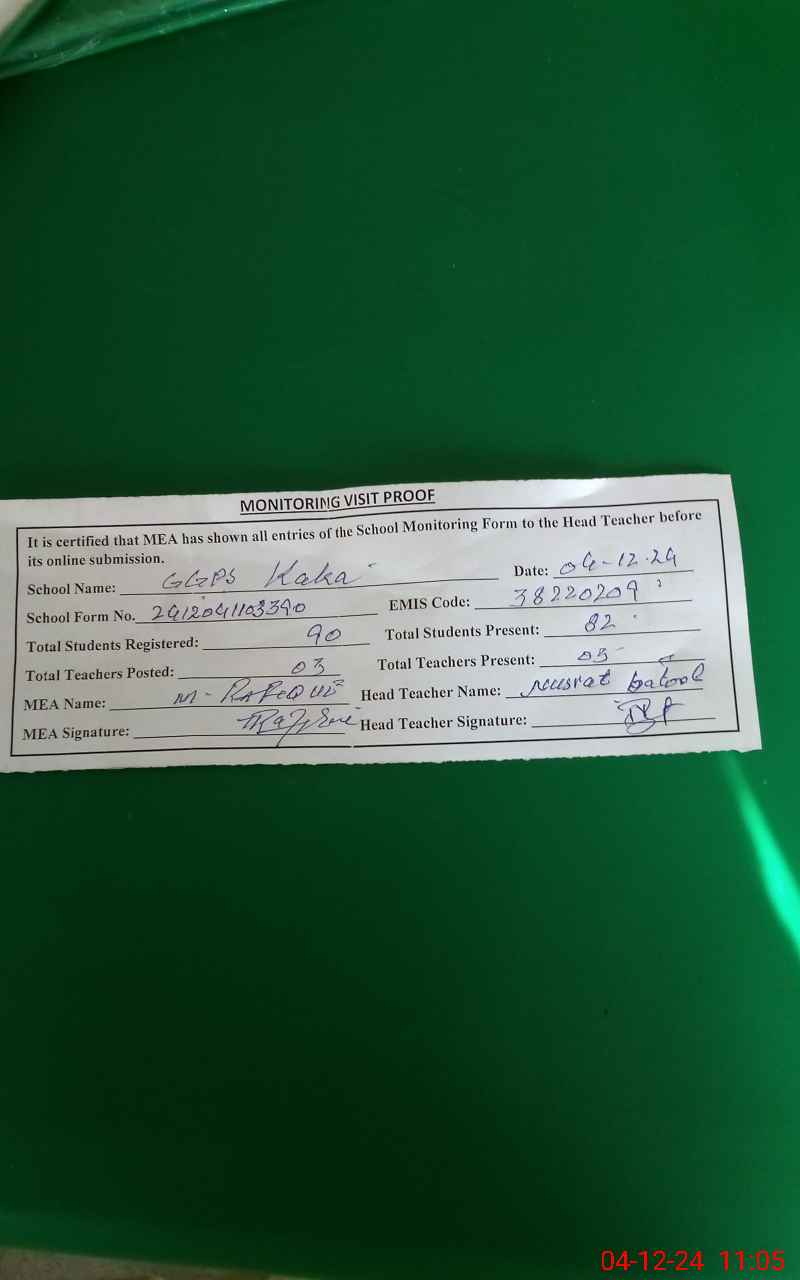 MONITORING VISIT PROOF
It is certified that MEA has shown all entries of the School Monitoring Form to the Head Teacher before
its online submission.
School Name: GGPS Kaka Date: 04-12-24
School Form No. 2412041103390 EMIS Code: 38220209
Total Students Registered: 90 Total Students Present: 82
Total Teachers Posted: 03 Total Teachers Present: 03
MEA Name: M- Head Teacher Name: Nusrat batool
MEA Signature: Head Teacher Signature:
04-12-24 11:05